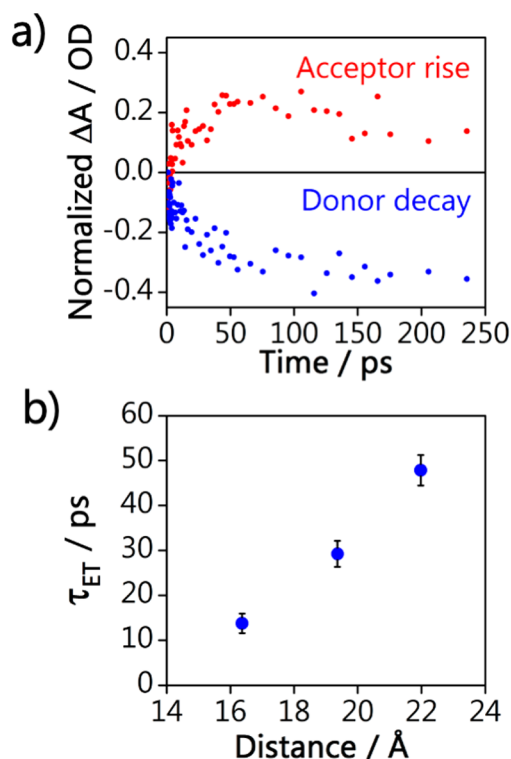 a)
Normalized ΔA / OD
0.4
0.2
0.0
-0.2
-0.4
Acceptor rise
Donor decay
0 50 100 150 200 250
Time / ps
b)
τET / ps
60
50
40
30
20
10
0
14 16 18 20 22 24
Distance / Å